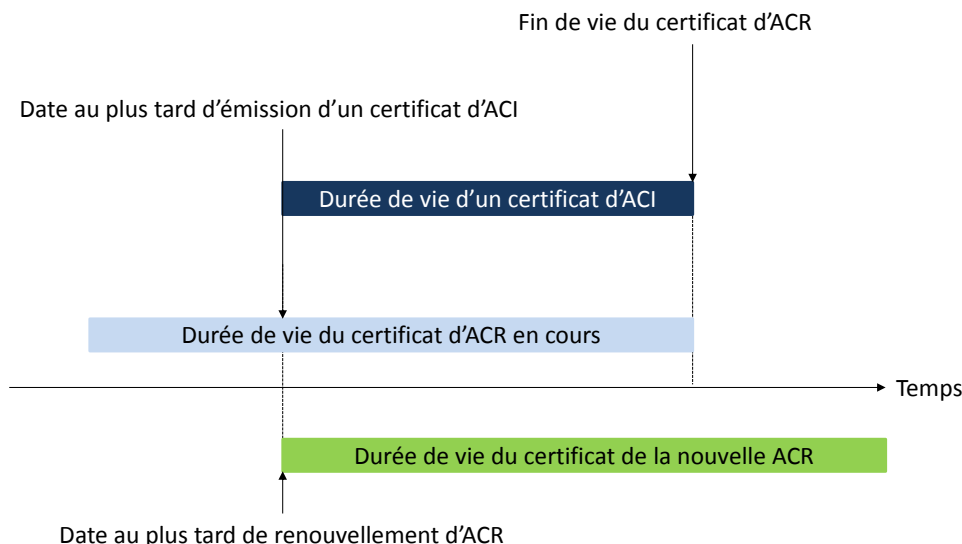 Fin de vie du certificat d’ACR
Date au plus tard d’émission d’un certificat d’ACI
Durée de vie d’un certificat d’ACI
Durée de vie du certificat d’ACR en cours
Temps
Durée de vie du certificat de la nouvelle ACR
Date au plus tard de renouvellement d’ACR